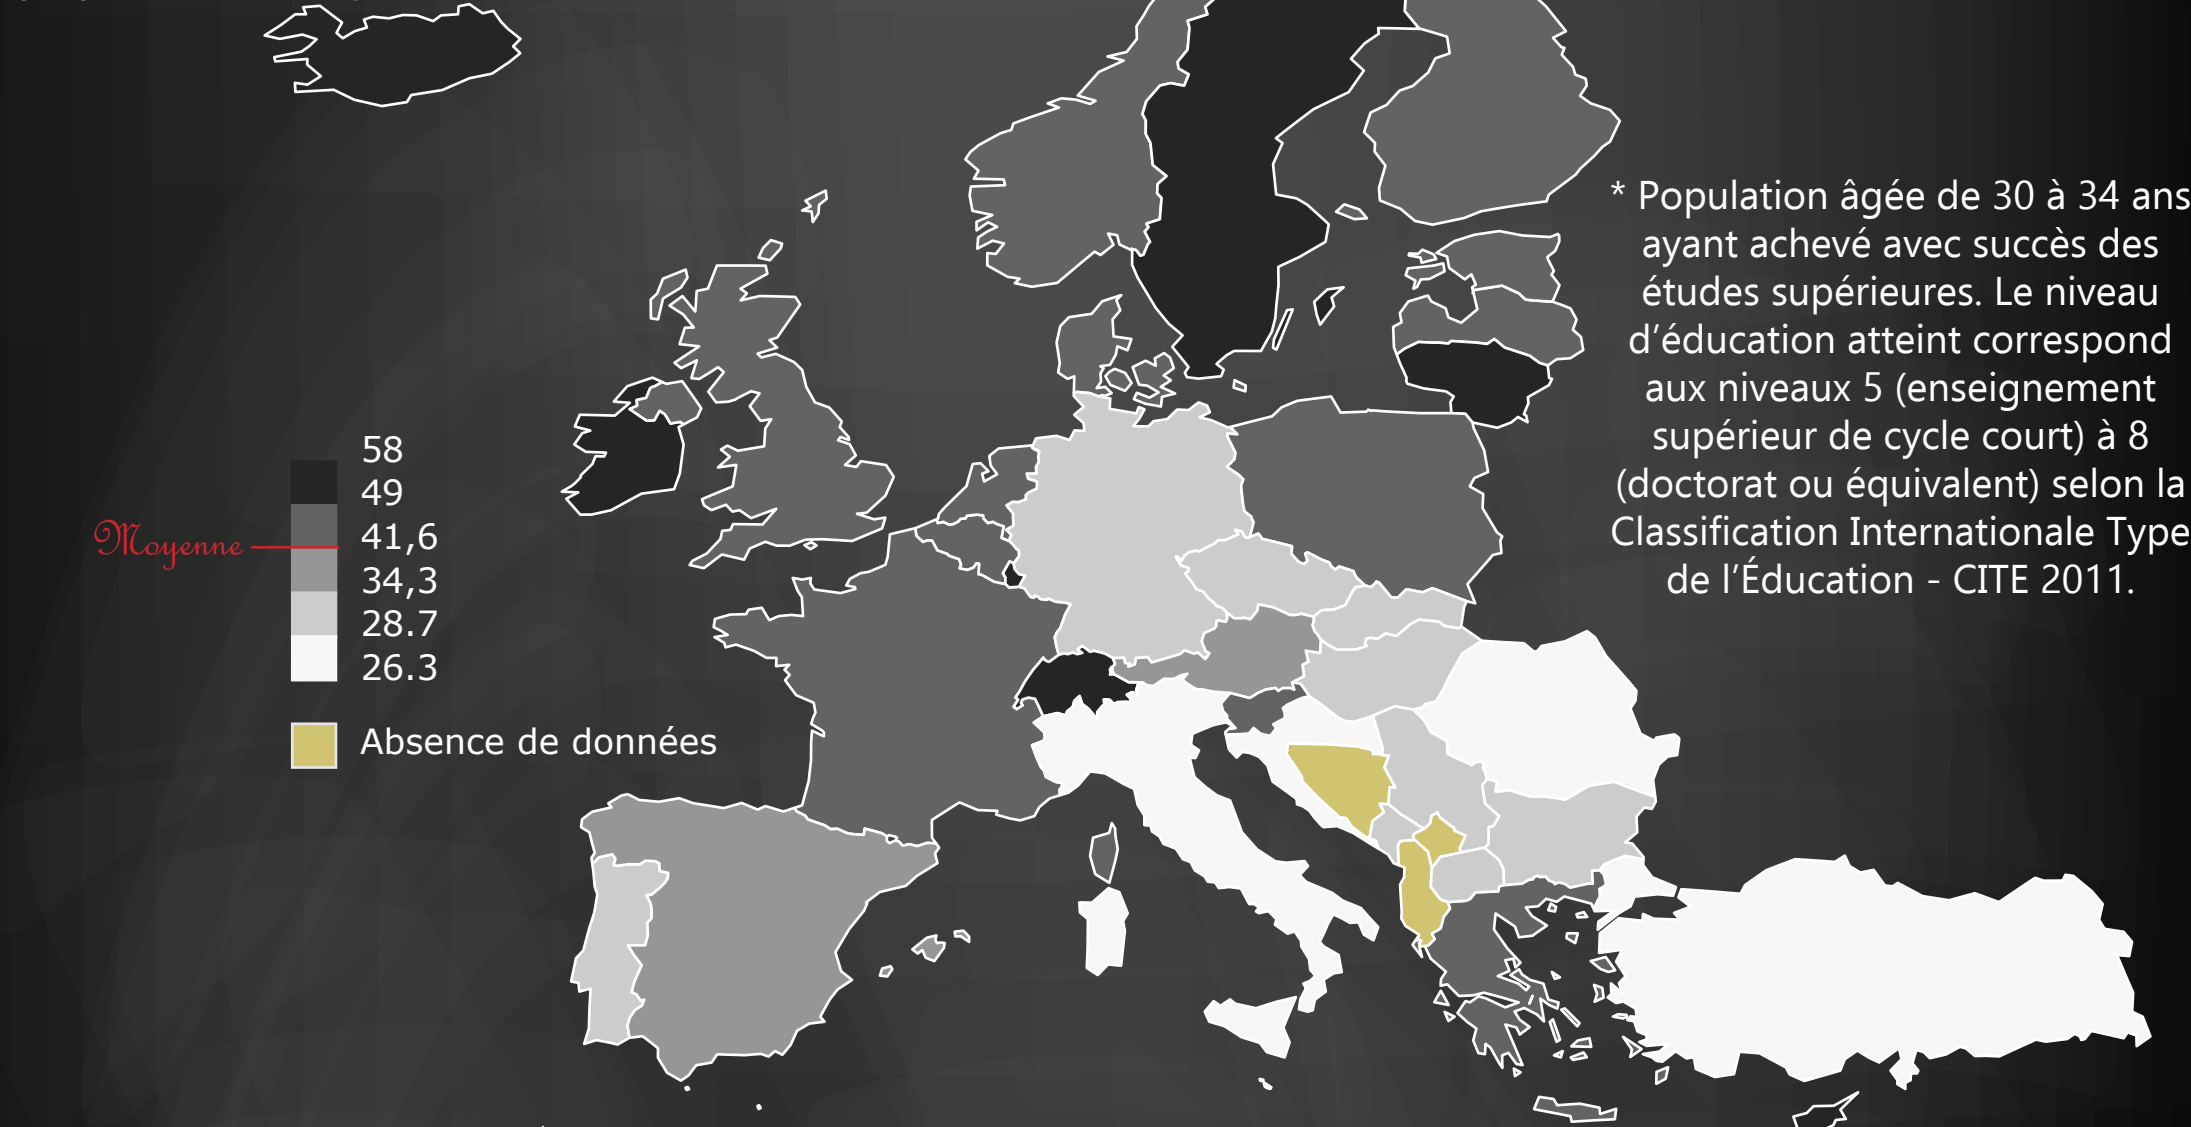 * Population âgée de 30 à 34 ans
ayant achevé avec succès des
études supérieures. Le niveau
d’éducation atteint correspond
aux niveaux 5 (enseignement
supérieur de cycle court) à 8
(doctorat ou équivalent) selon la
Classification Internationale Type
de l’Éducation - CITE 2011.
58
49
Moyenne
41,6
34,3
28.7
26.3
Absence de données